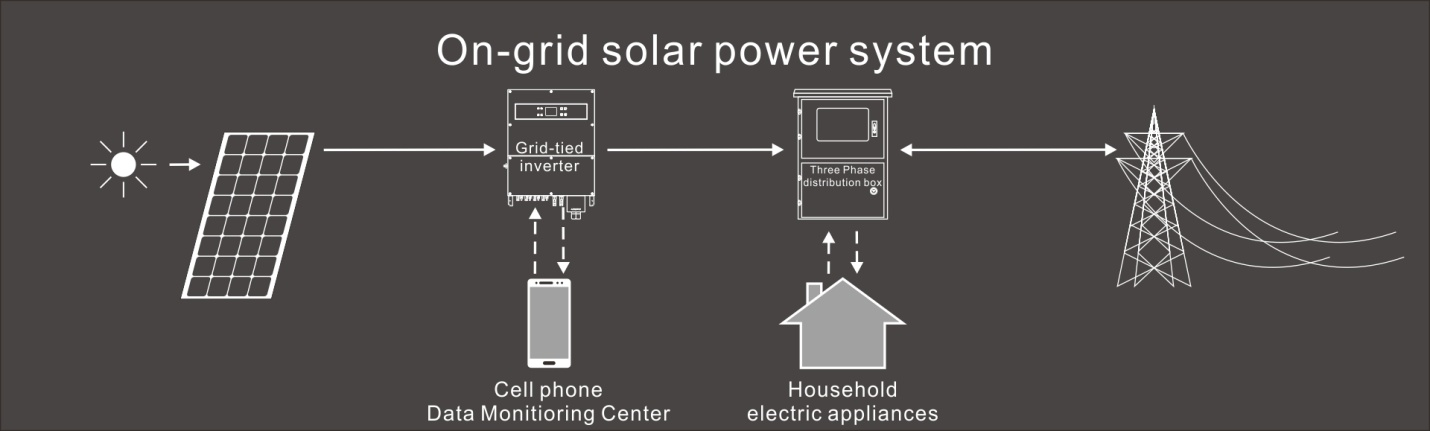 On-grid solar power system
Grid-tied
inverter
Three Phase
distribution box
Cell phone
Data Monitioring Center
Household
electric appliances